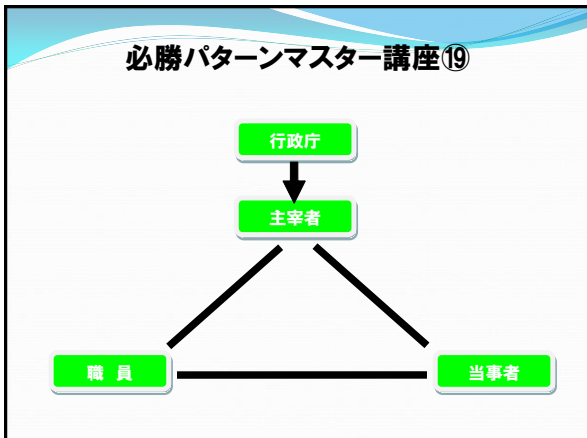 必勝パターンマスター講座⑲
行政庁
主宰者
職 員
当事者